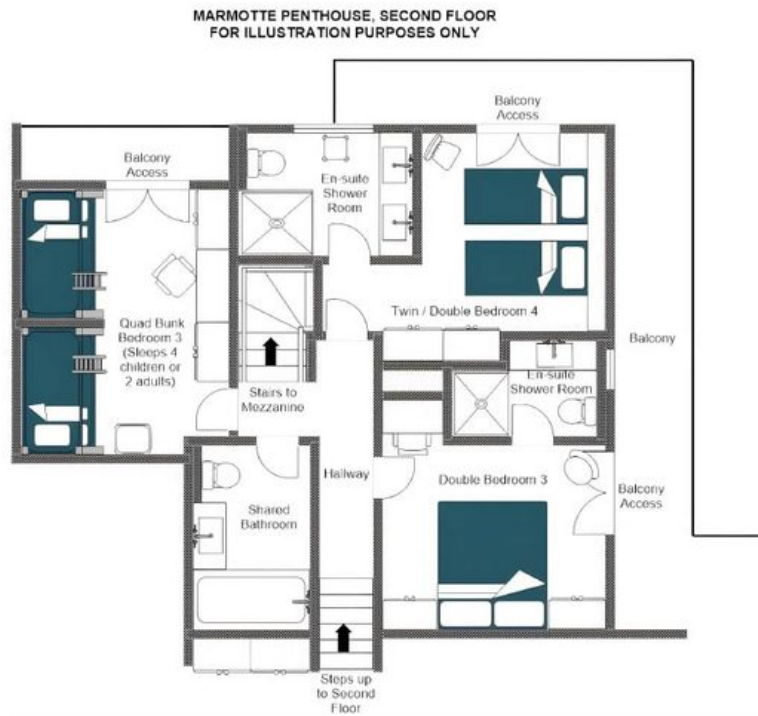 MARMOTTE PENTHOUSE, SECOND FLOOR
FOR ILLUSTRATION PURPOSES ONLY
Balcony
Access
Balcony
Access
En-suite
Shower
Room
Quad Bunk
Bedroom 3
(Sleeps 4
children or
2 adults)
Twin / Double Bedroom 4
Balcony
Stairs to
Mezzanine
En-suite
Shower Room
Hallway
Double Bedroom 3
Balcony
Access
Shared
Bathroom
Steps up
to Second
Floor